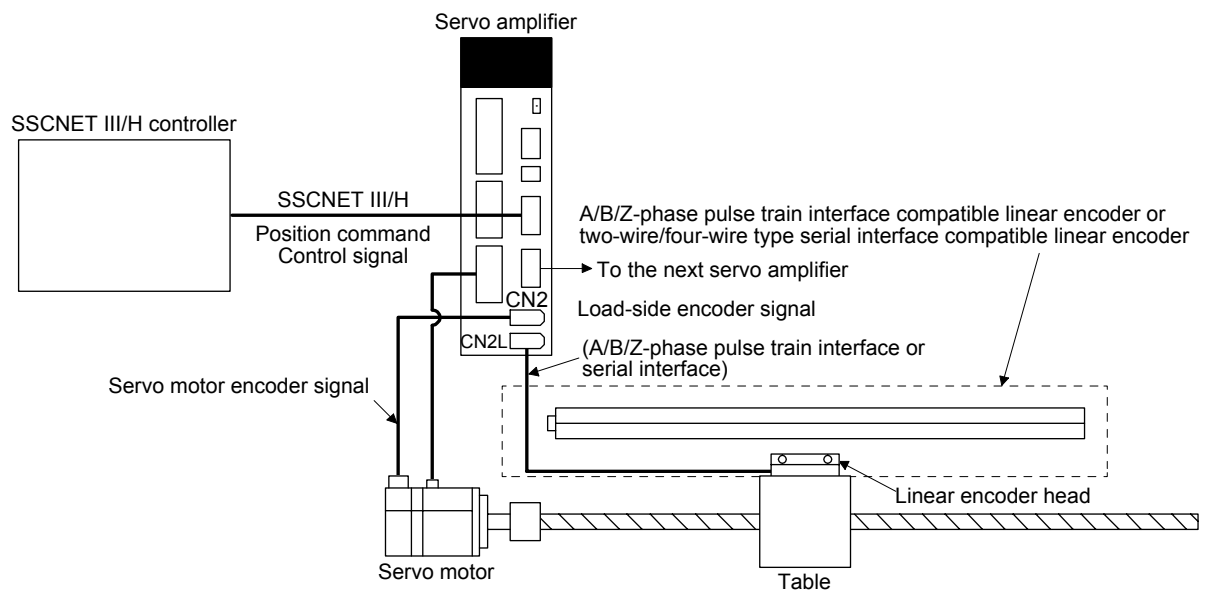 Servo amplifier
SSCNET III/H controller
SSCNET III/H
Position command
Control signal
A/B/Z-phase pulse train interface compatible linear encoder or
two-wire/four-wire type serial interface compatible linear encoder
To the next servo amplifier
CN2
Load-side encoder signal
CN2L
(A/B/Z-phase pulse train interface or
serial interface)
Servo motor encoder signal
Linear encoder head
Servo motor
Table